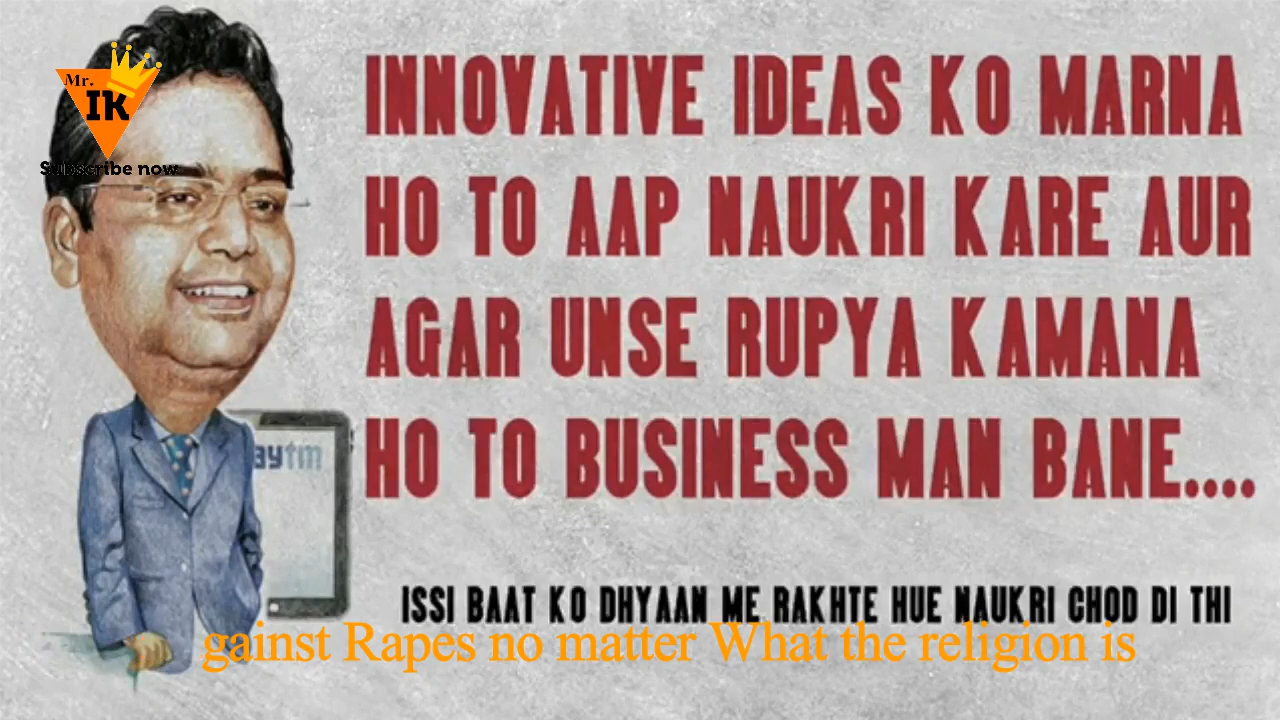 Mr.
IK
Subscribe now
INNOVATIVE IDEAS KO MARNA
HO TO AAP NAUKRI KARE AUR
AGAR UNSE RUPYA KAMANA
HO TO BUSINESS MAN BANE....
aytm
ISSI BAAT KO DHYAAN ME RAKHTE HUE NAUKRI CHOD DI THI
gainst Rapes no matter What the religion is